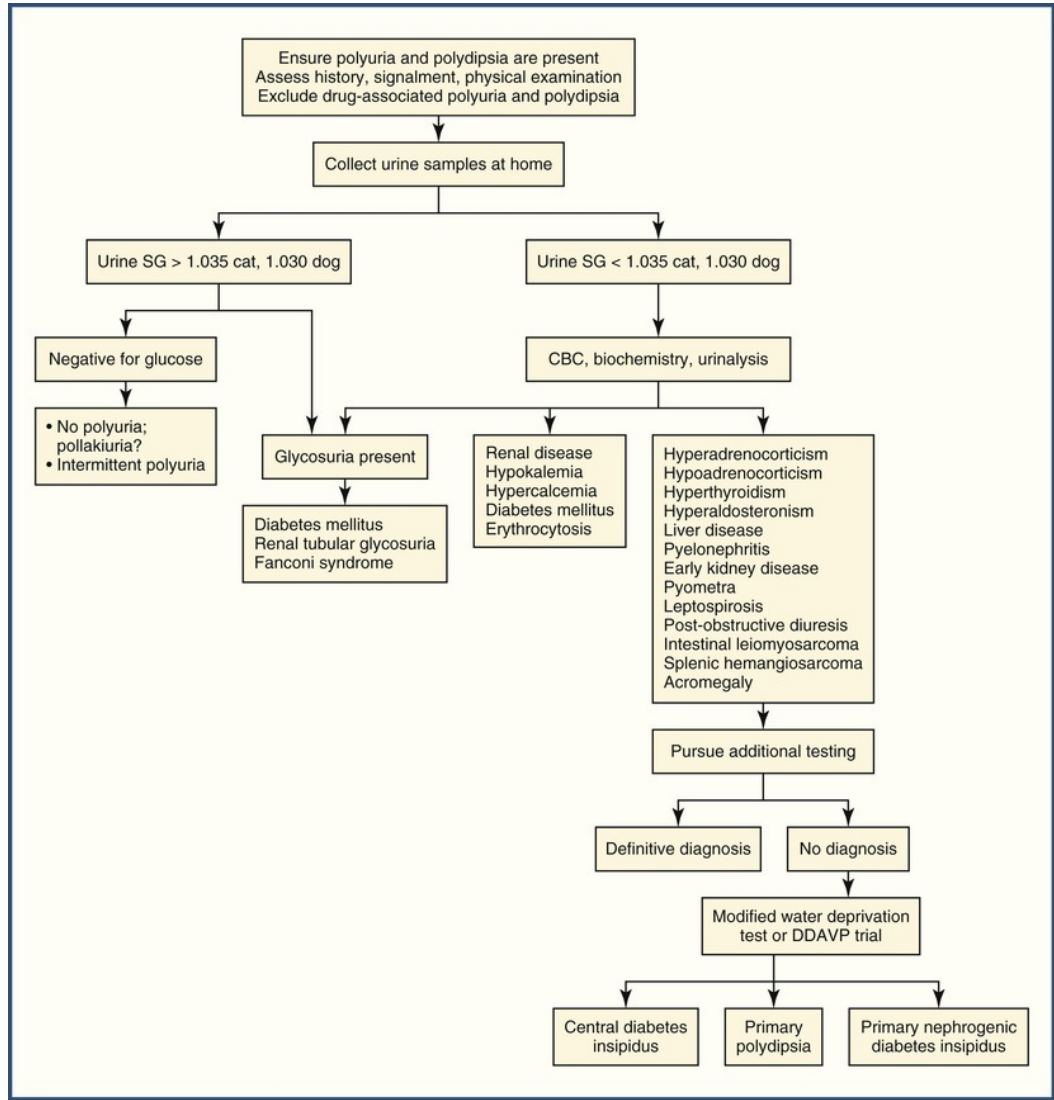 Ensure polyuria and polydipsia are present
Assess history, signalment, physical examination
Exclude drug-associated polyuria and polydipsia
Collect urine samples at home
Urine SG > 1.035 cat, 1.030 dog
Urine SG < 1.035 cat, 1.030 dog
Negative for glucose
CBC, biochemistry, urinalysis
• No polyuria;
pollakiuria?
• Intermittent polyuria
Glycosuria present
Diabetes mellitus
Renal tubular glycosuria
Fanconi syndrome
Renal disease
Hypokalemia
Hypercalcemia
Diabetes mellitus
Erythrocytosis
Hyperadrenocorticism
Hypoadrenocorticism
Hyperthyroidism
Hyperaldosteronism
Liver disease
Pyelonephritis
Early kidney disease
Pyometra
Leptospirosis
Post-obstructive diuresis
Intestinal leiomyosarcoma
Splenic hemangiosarcoma
Acromegaly
Pursue additional testing
Definitive diagnosis
No diagnosis
Modified water deprivation
test or DDAVP trial
Central diabetes
insipidus
Primary
polydipsia
Primary nephrogenic
diabetes insipidus